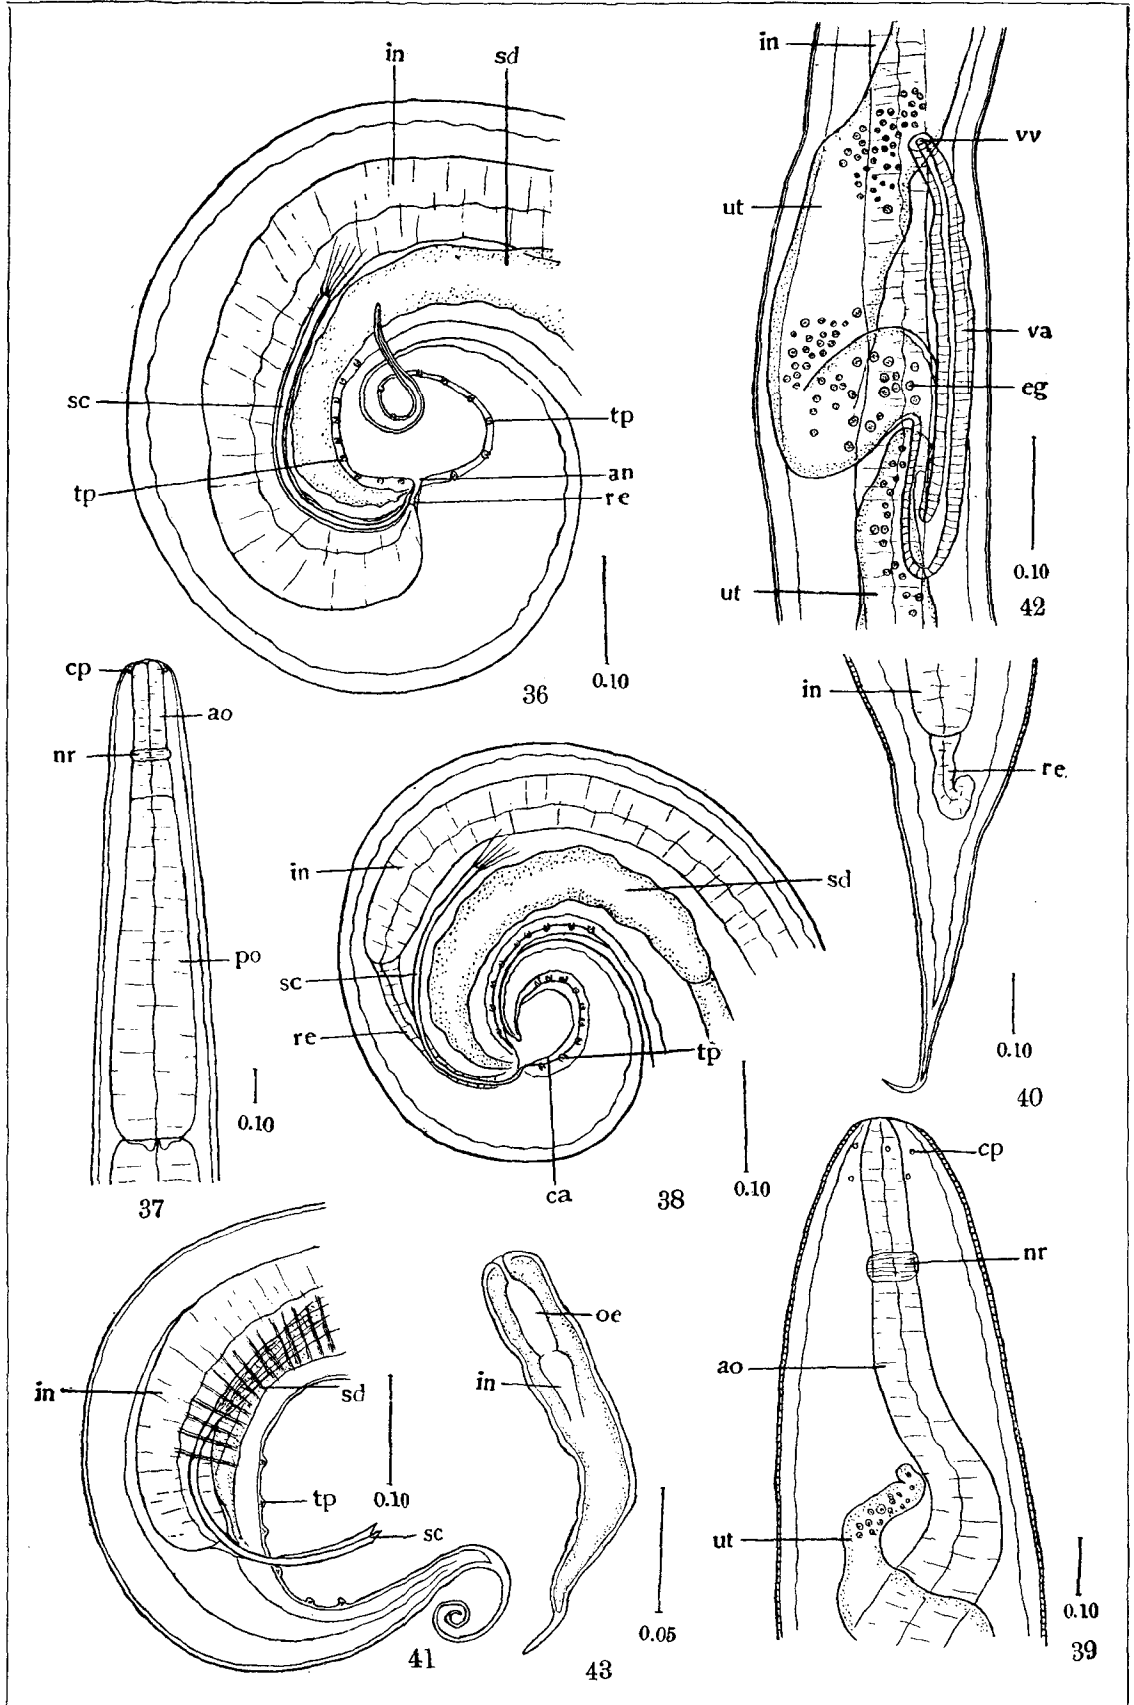 in
sd
sc
tp
tp
an
re
0.10
36
in
vv
ut
va
eg
ut
0.10
42
cp
ao
nr
po
0.10
37
in
sd
sc
re
tp
ca
0.10
38
in
re
0.10
40
cp
nr
ao
ut
0.10
39
in
sd
tp
sc
0.10
41
oe
in
0.05
43